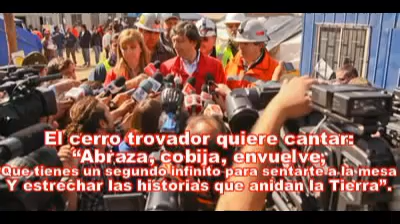 El cerro trovador quiere cantar:
“Abraza, cobija, envuelve;
Que tienes un segundo infinito para sentarte a la mesa
Y estrechar las historias que anidan la Tierra”.